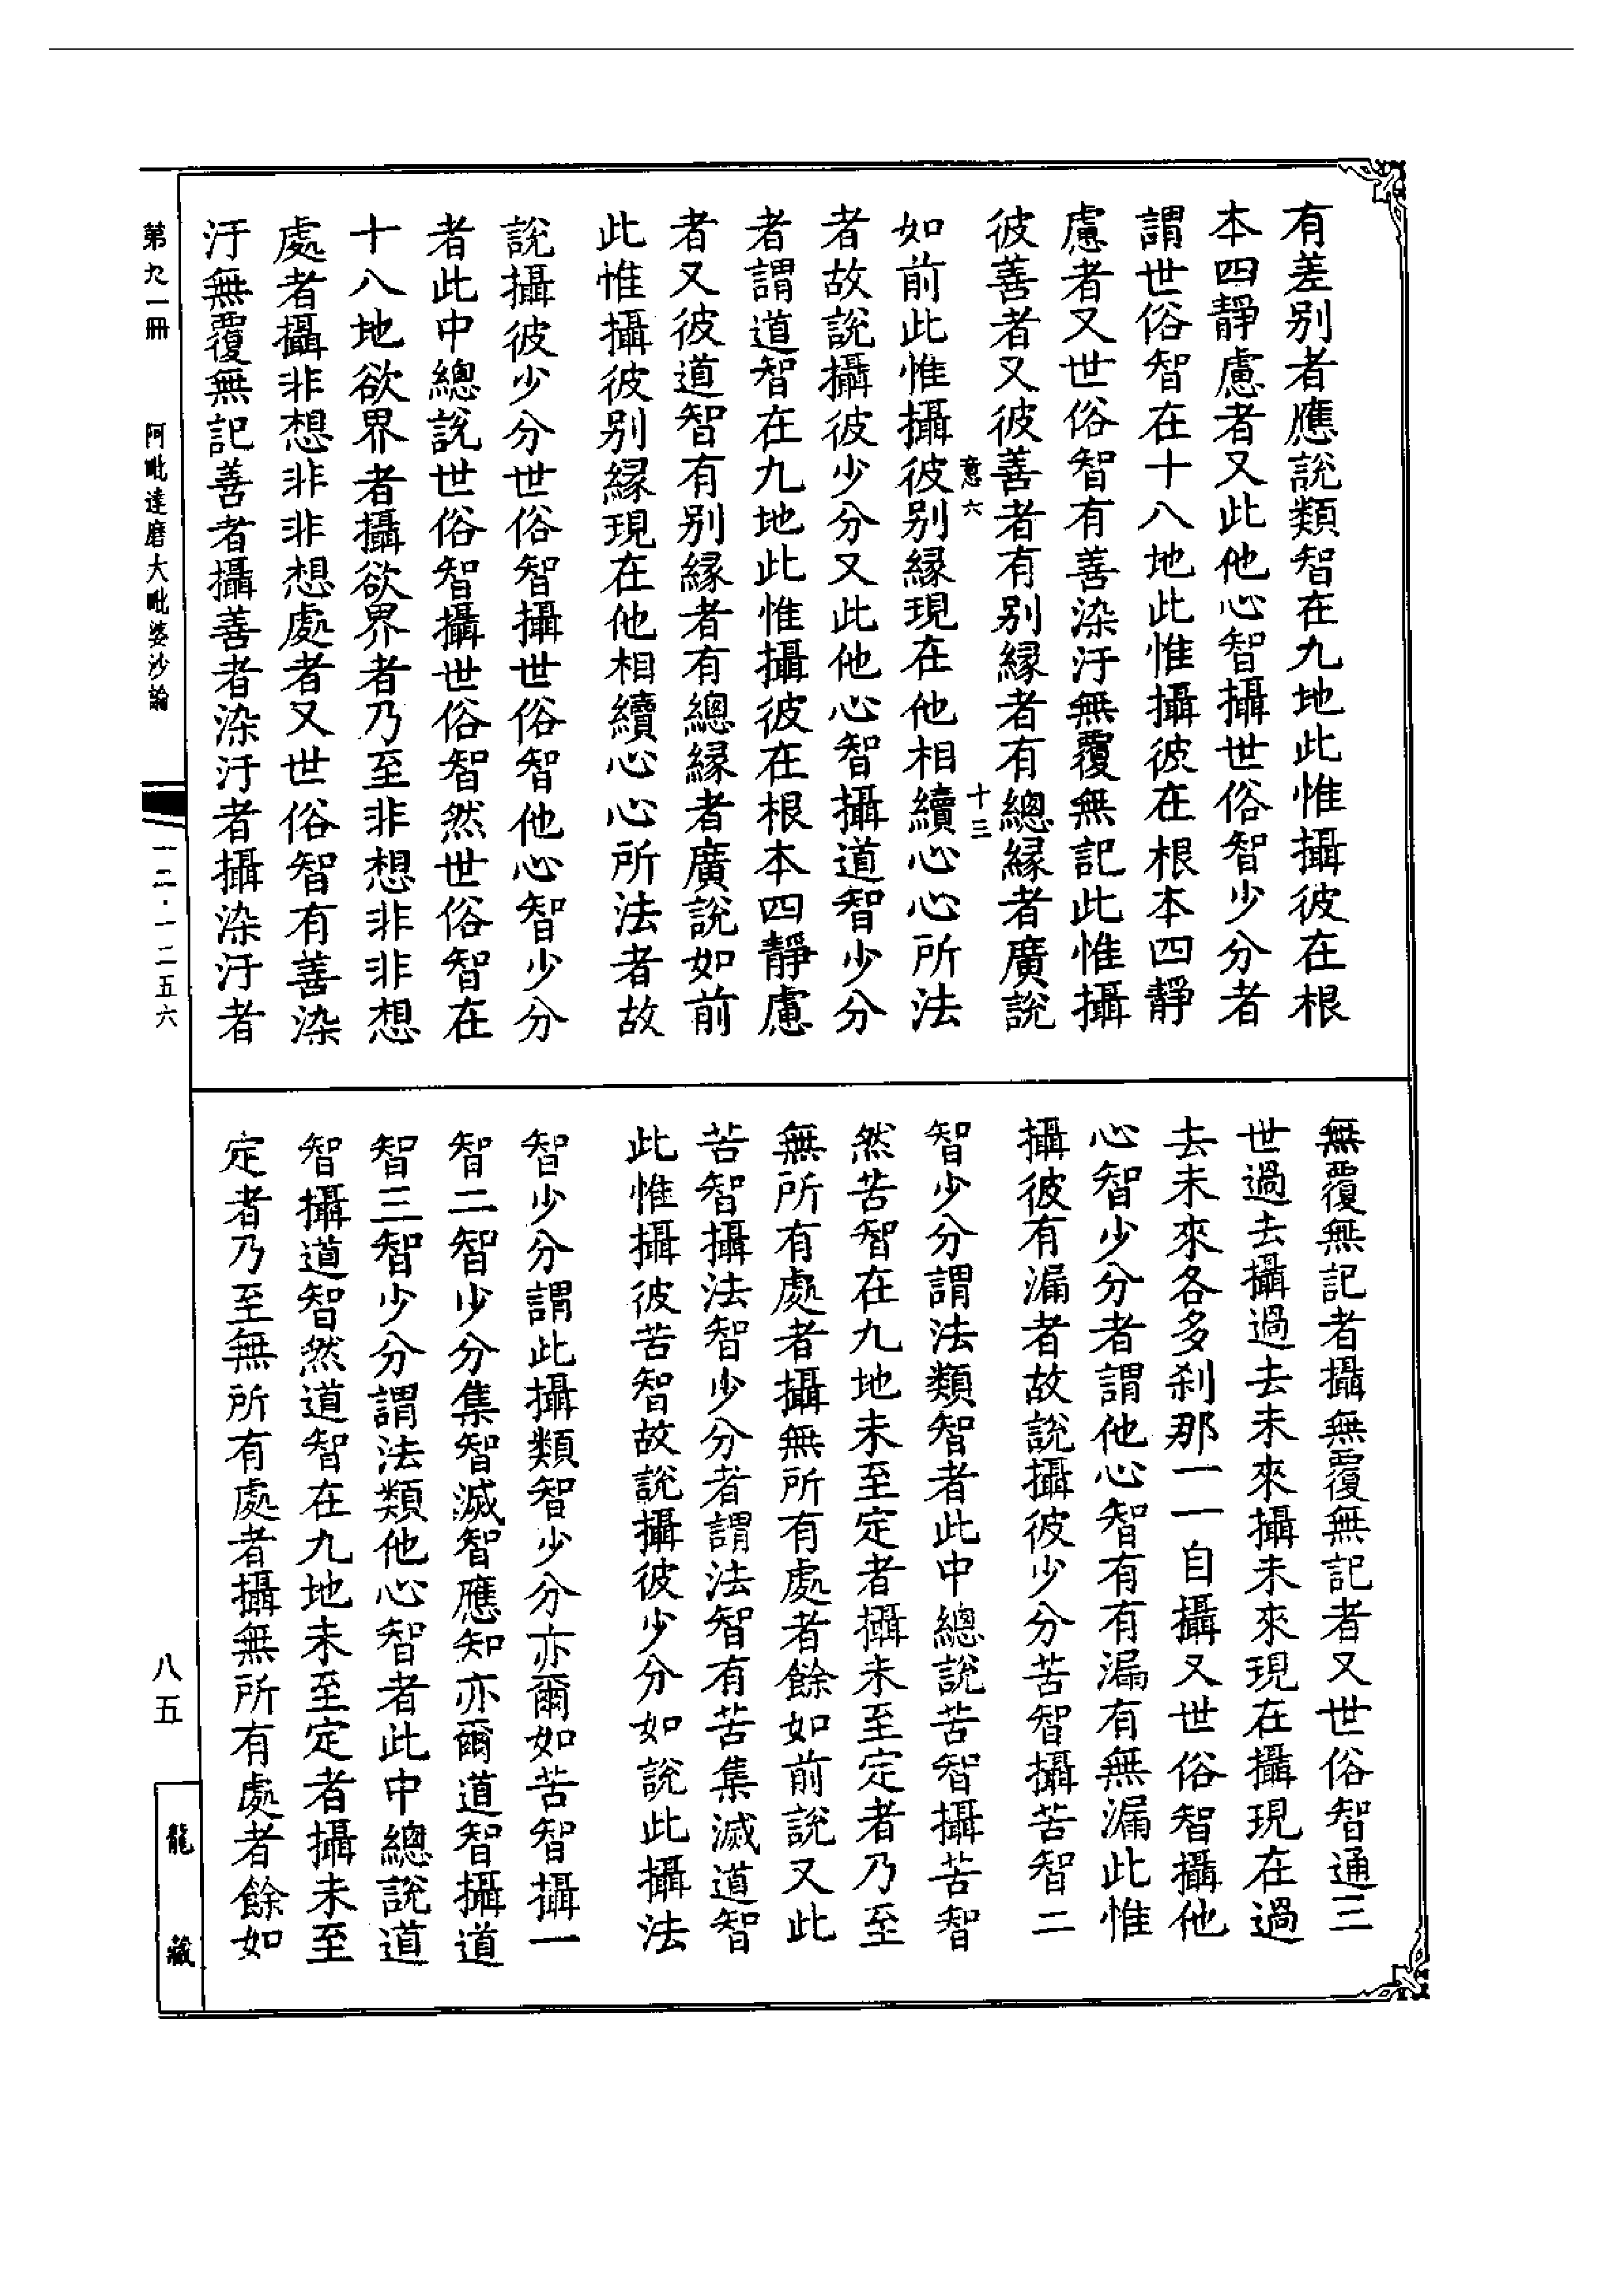 有差别者應説類智在九地此惟攝彼在根
本四靜慮者又此他心智攝世俗智少分者
謂世俗智在十八地此惟攝彼在根本四靜
慮者又世俗智有善染汙無覆無記此惟攝
彼善者又彼善者有别縁者有總縁者廣説
意六 十三
如前此惟攝彼别縁現在他相續心心所法
者故説攝彼少分又此他心智攝道智少分
者謂道智在九地此惟攝彼在根本四靜慮
者又彼道智有别縁者有總縁者廣説如前
此惟攝彼别縁現在他相續心心所法者故
説攝彼少分世俗智攝世俗智他心智少分
者此中總説世俗智攝世俗智然世俗智在
十八地欲界者攝欲界者乃至非想非非想
處者攝非想非非想處者又世俗智有善染
汙無覆無記善者攝善者染汙者攝染汙者
無覆無記者攝無覆無記者又世俗智通三
世過去攝過去未來攝未來現在攝現在過
去未來各多刹那一一自攝又世俗智攝他
心智少分者謂他心智有有漏有無漏此惟
攝彼有漏者故説攝彼少分苦智攝苦智二
智少分謂法類智者此中總説苦智攝苦智
然苦智在九地未至定者攝未至定者乃至
無所有處者攝無所有處者餘如前説又此
苦智攝法智少分者謂法智有苦集滅道智
此惟攝彼苦智故説攝彼少分如説此攝法
智少分謂此攝類智少分亦爾如苦智攝一
智二智少分集智滅智應知亦爾道智攝道
智三智少分謂法類他心智者此中總説道
智攝道智然道智在九地未至定者攝未至
定者乃至無所有處者攝無所有處者餘如
第九一冊 阿毗達磨大毗婆沙論
一二·一二五六
八五
龍藏